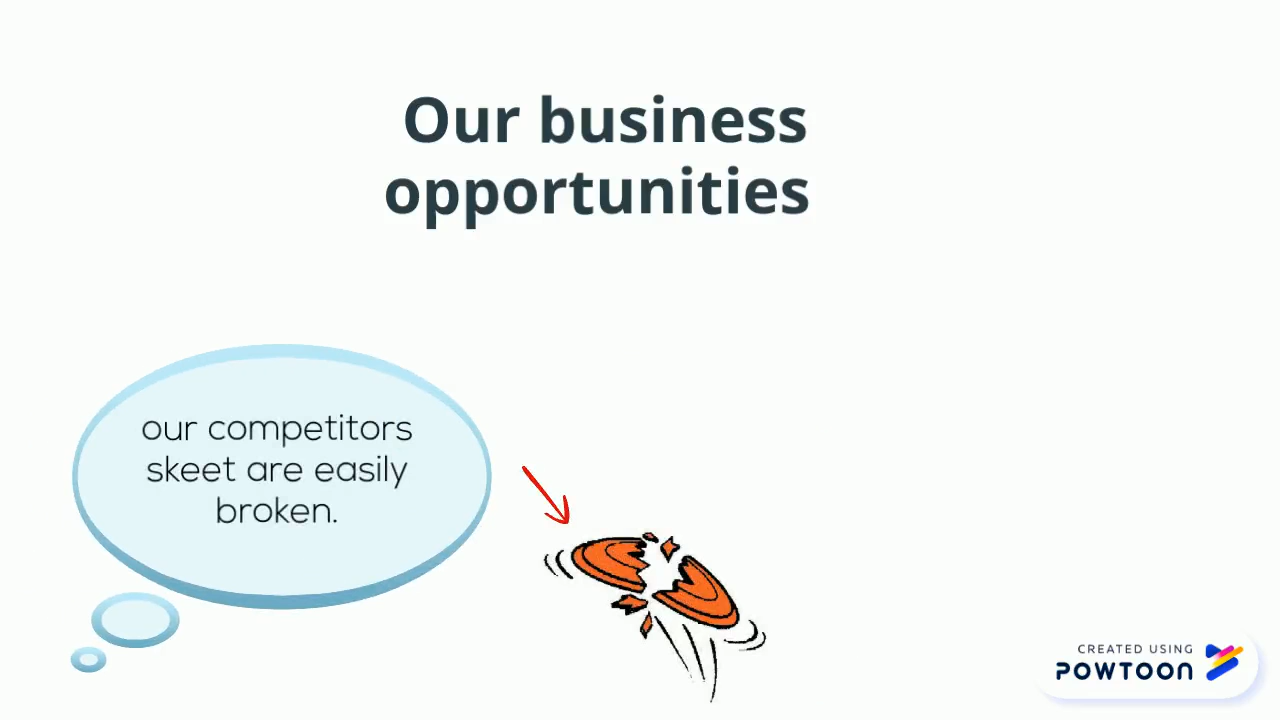 Our business
opportunities
our competitors
skeet are easily
broken.
CREATED USING
POWTOON